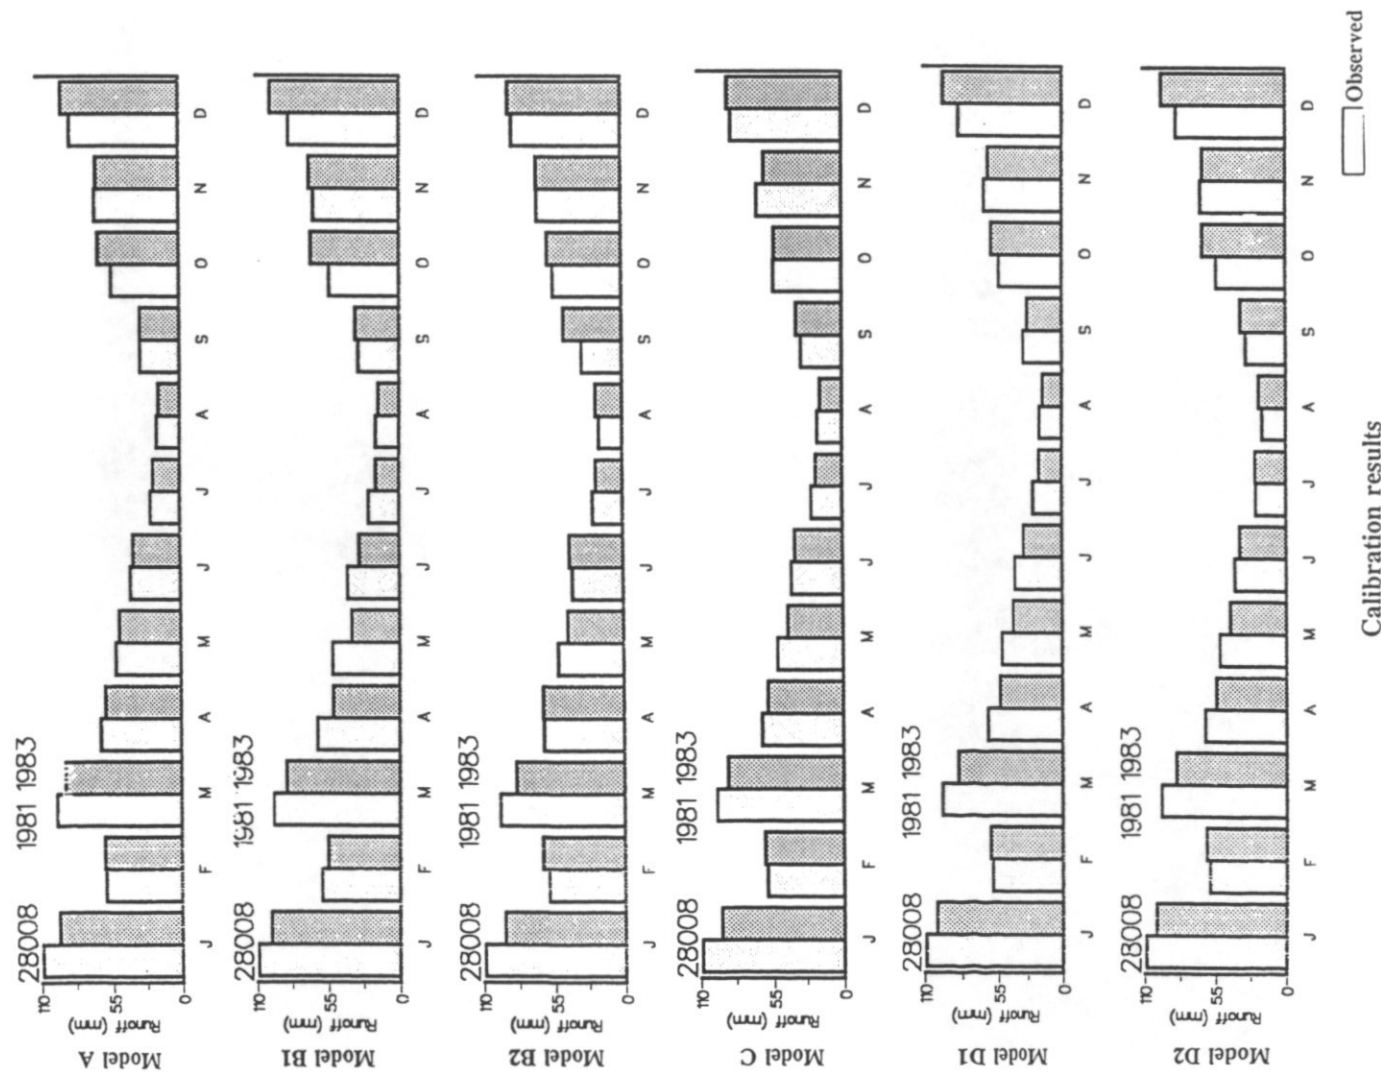 Model A
Runoff (mm)
28008 1981 1983
110
55
0
J F M A M J J A S O N D
Model B1
Runoff (mm)
28008 1981 1983
110
55
0
J F M A M J J A S O N D
Model B2
Runoff (mm)
28008 1981 1983
110
55
0
J F M A M J J A S O N D
Model C
Runoff (mm)
28008 1981 1983
110
55
0
J F M A M J J A S O N D
Model D1
Runoff (mm)
28008 1981 1983
110
55
0
J F M A M J J A S O N D
Model D2
Runoff (mm)
28008 1981 1983
110
55
0
J F M A M J J A S O N D
Observed
Calibration results